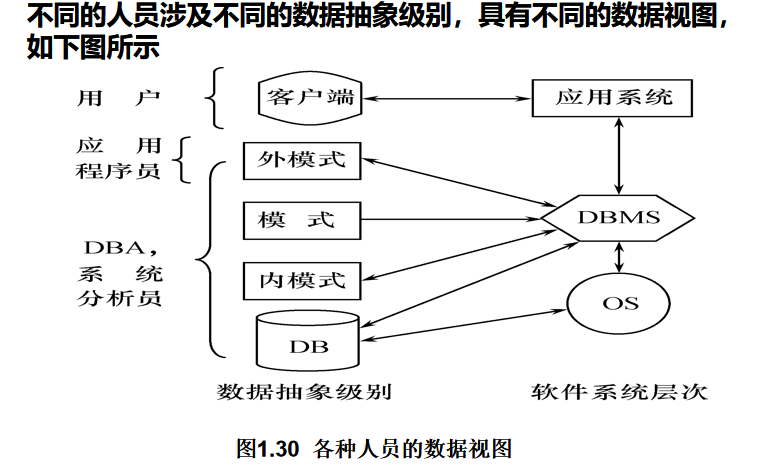 不同的人员涉及不同的数据抽象级别，具有不同的数据视图，
如下图所示
用 户
客户端
应用系统
应 用
程序员
外模式
模 式
DBMS
DBA，
系 统
分析员
内模式
OS
DB
数据抽象级别
软件系统层次
图1.30 各种人员的数据视图